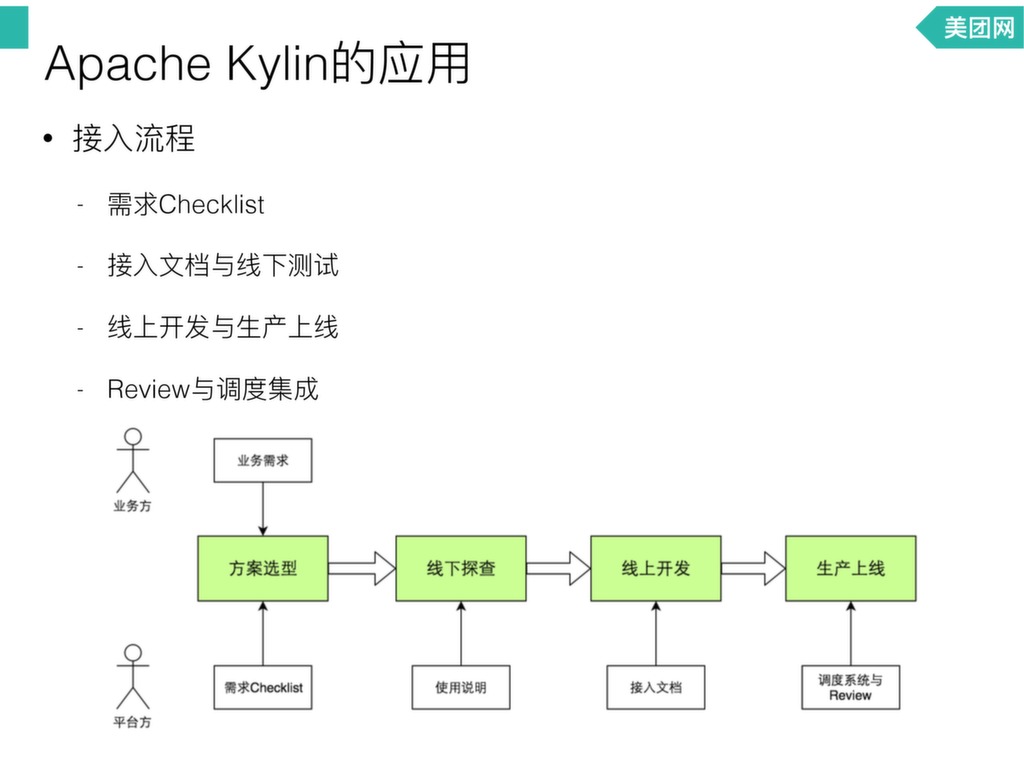 美团网
Apache Kylin的应用
• 接入流程
- 需求Checklist
- 接入文档与线下测试
- 线上开发与生产上线
- Review与调度集成
业务方
业务需求
方案选型
线下探查
线上开发
生产上线
平台方
需求Checklist
使用说明
接入文档
调度系统与
Review